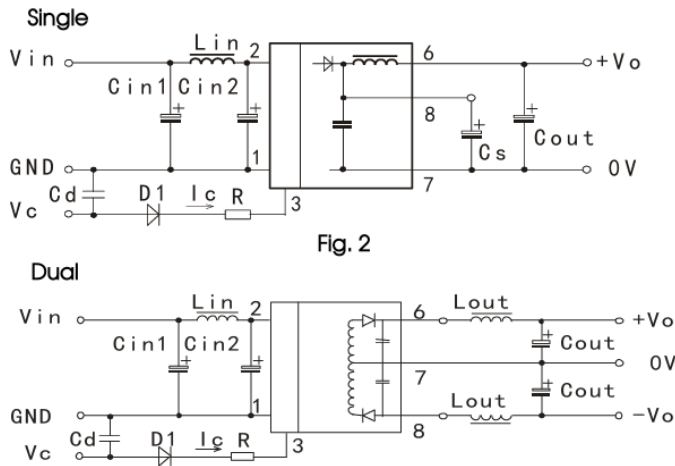 Single
Vin Lin 2 6 +Vo
Cin1 Cin2 + + + +
8 Cout
Cs
GND 1 7 0V
Cd D1 Ic R 3
Vc
Fig. 2
Dual
Vin Lin 2 6 Lout +Vo
Cin1 Cin2 + + + Cout
7 0V
+ Cout
Lout
GND 1 8 -Vo
Cd D1 Ic R 3
Vc